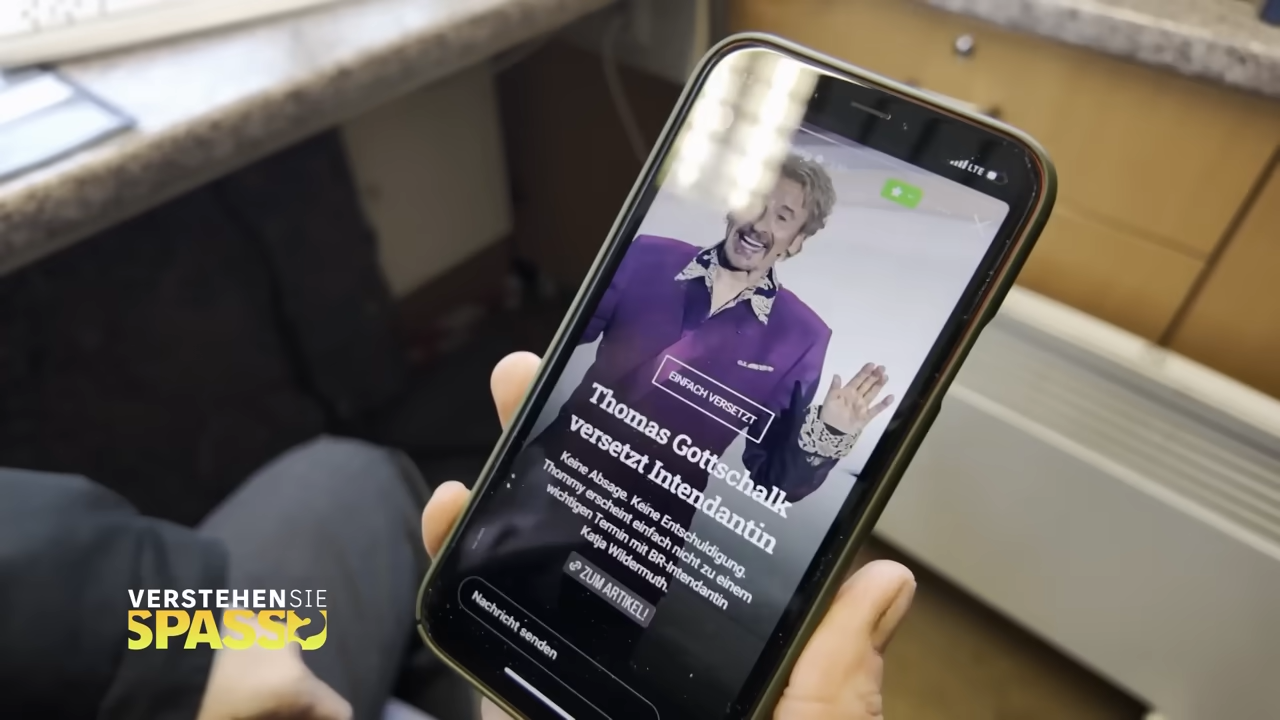 LTE
EINFACH VERSETZT
Thomas Gottschalk
versetzt Intendantin
Keine Absage. Keine Entschuldigung.
Thommy erscheint einfach nicht zu einem
wichtigen Termin mit BR-Intendantin
Katja Wildermuth.
ZUM ARTIKEL!
Nachricht senden
VERSTEHEN SIE
SPASS?